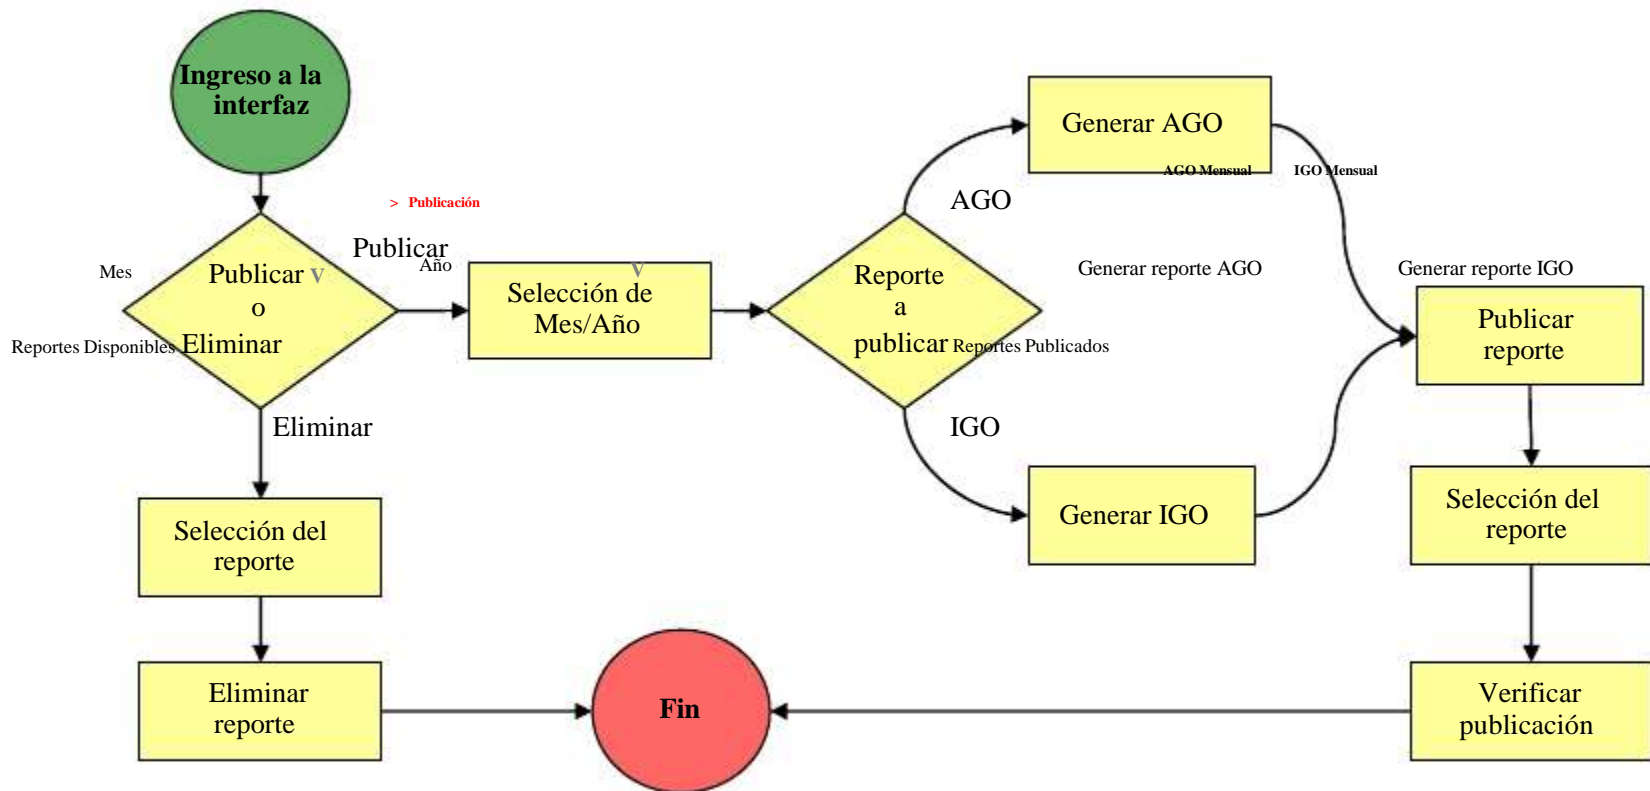 Ingreso a la
interfaz
Generar AGO
AGO Mensual
IGO Mensual
> Publicación
AGO
Publicar
Mes
Publicar
V
Año
V
Generar reporte AGO
Generar reporte IGO
o
Selección de
Mes/Año
Reporte
a
publicar
Publicar
reporte
Reportes Disponibles
Eliminar
Reportes Publicados
Eliminar
IGO
Selección del
reporte
Generar IGO
Selección del
reporte
Eliminar
reporte
Fin
Verificar
publicación